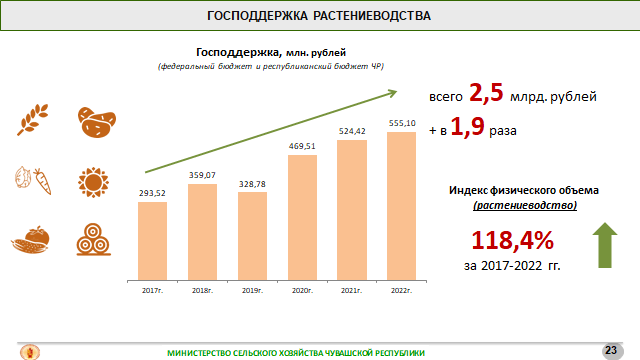 ГОСПОДДЕРЖКА РАСТЕНИЕВОДСТВА
Господдержка, млн. рублей
(федеральный бюджет и республиканский бюджет ЧР)
293,52
359,07
328,78
469,51
524,42
555,10
2017г.
2018г.
2019г.
2020г.
2021г.
2022г.
всего 2,5 млрд. рублей
+ в 1,9 раза
Индекс физического объема
(растениеводство)
118,4%
за 2017-2022 гг.
МИНИСТЕРСТВО СЕЛЬСКОГО ХОЗЯЙСТВА ЧУВАШСКОЙ РЕСПУБЛИКИ
23